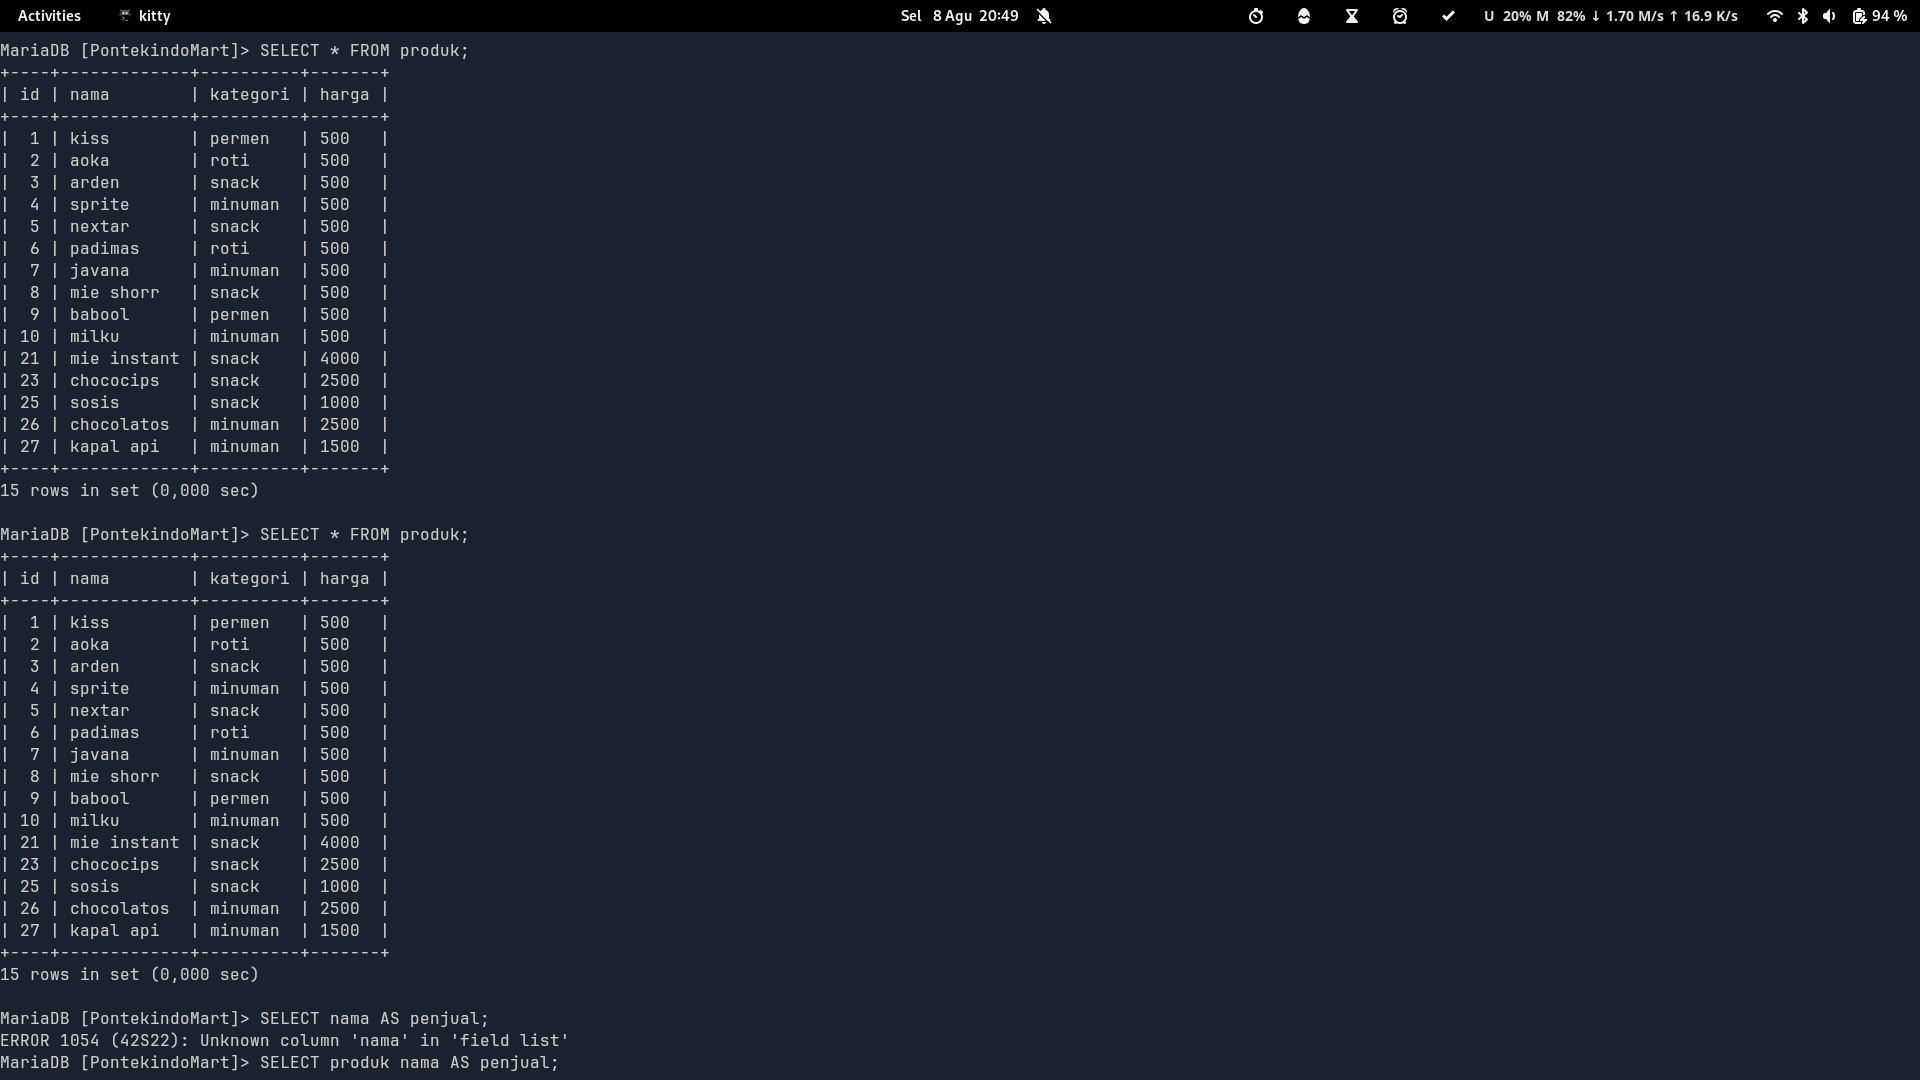 Activities kitty Sel 8 Agu 20:49 U 20% M 82% ↓ 1.70 M/s ↑ 16.9 K/s 94 %
MariaDB [PontekindoMart]> SELECT * FROM produk;
+----+-------------+----------+-------+
| id | nama        | kategori | harga |
+----+-------------+----------+-------+
|  1 | kiss        | permen   | 500   |
|  2 | aoka        | roti     | 500   |
|  3 | arden       | snack    | 500   |
|  4 | sprite      | minuman  | 500   |
|  5 | nextar      | snack    | 500   |
|  6 | padimas     | roti     | 500   |
|  7 | javana      | minuman  | 500   |
|  8 | mie shorr   | snack    | 500   |
|  9 | babool      | permen   | 500   |
| 10 | milku       | minuman  | 500   |
| 21 | mie instant | snack    | 4000  |
| 23 | chococips   | snack    | 2500  |
| 25 | sosis       | snack    | 1000  |
| 26 | chocolatos  | minuman  | 2500  |
| 27 | kapal api   | minuman  | 1500  |
+----+-------------+----------+-------+
15 rows in set (0,000 sec)
MariaDB [PontekindoMart]> SELECT * FROM produk;
+----+-------------+----------+-------+
| id | nama        | kategori | harga |
+----+-------------+----------+-------+
|  1 | kiss        | permen   | 500   |
|  2 | aoka        | roti     | 500   |
|  3 | arden       | snack    | 500   |
|  4 | sprite      | minuman  | 500   |
|  5 | nextar      | snack    | 500   |
|  6 | padimas     | roti     | 500   |
|  7 | javana      | minuman  | 500   |
|  8 | mie shorr   | snack    | 500   |
|  9 | babool      | permen   | 500   |
| 10 | milku       | minuman  | 500   |
| 21 | mie instant | snack    | 4000  |
| 23 | chococips   | snack    | 2500  |
| 25 | sosis       | snack    | 1000  |
| 26 | chocolatos  | minuman  | 2500  |
| 27 | kapal api   | minuman  | 1500  |
+----+-------------+----------+-------+
15 rows in set (0,000 sec)
MariaDB [PontekindoMart]> SELECT nama AS penjual;
ERROR 1054 (42S22): Unknown column 'nama' in 'field list'
MariaDB [PontekindoMart]> SELECT produk nama AS penjual;